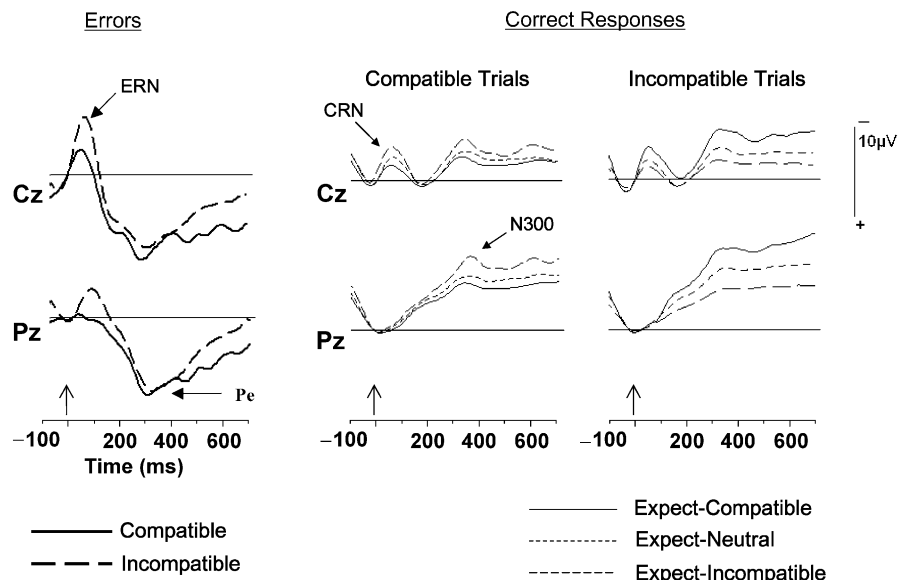 Errors
Correct Responses
Compatible Trials
Incompatible Trials
ERN
CRN
–
10µV
+
Cz
Cz
N300
Pz
Pz
Pe
–100 200 400 600
–100 200 400 600
–100 200 400 600
Time (ms)
Compatible
Incompatible
Expect-Compatible
Expect-Neutral
Expect-Incompatible